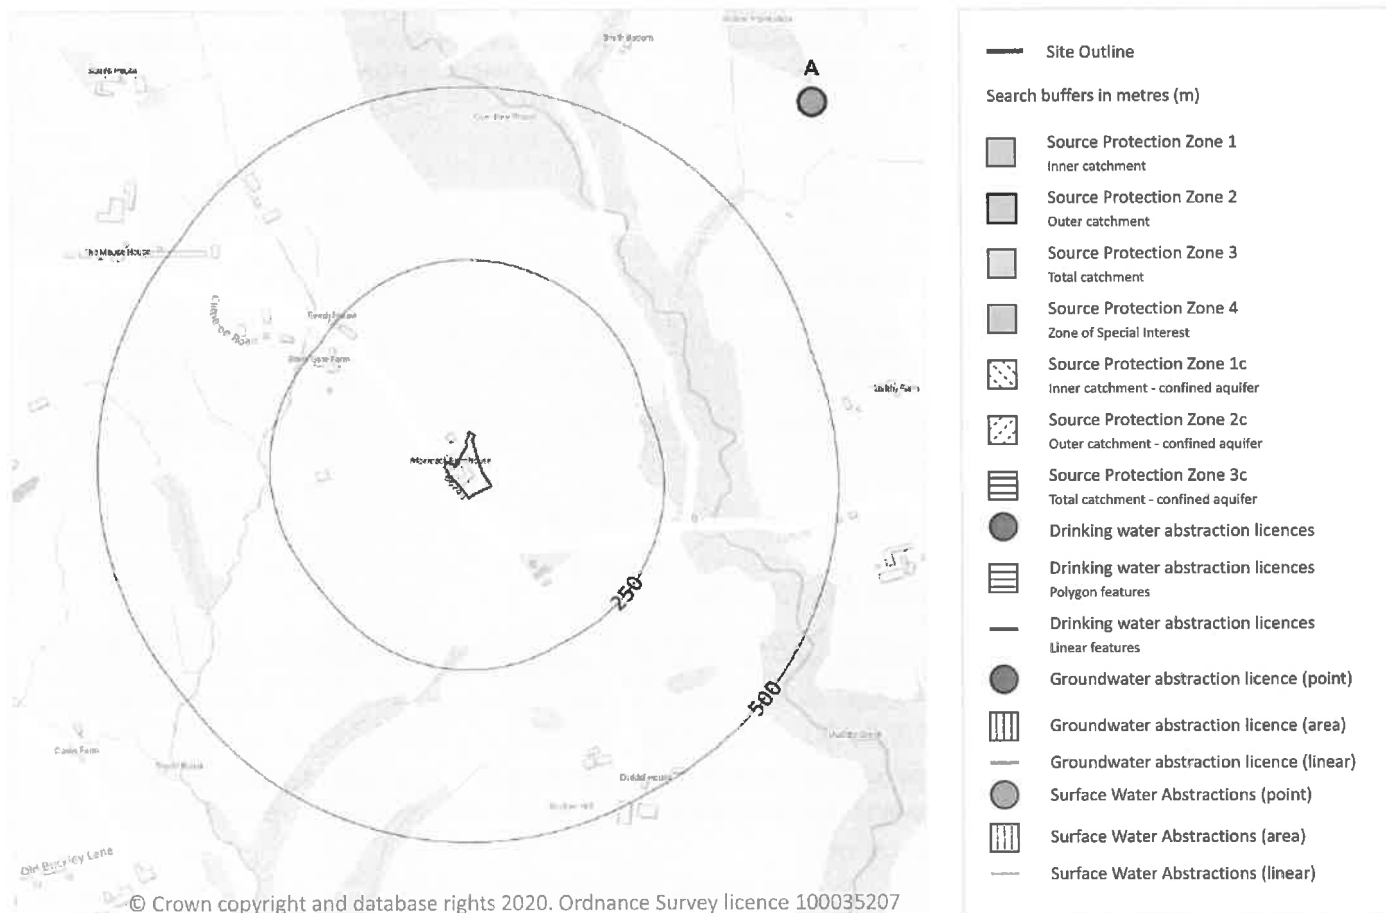 A
The Mause House
250
500
© Crown copyright and database rights 2020. Ordnance Survey licence 100035207
Site Outline
Search buffers in metres (m)
Source Protection Zone 1
Inner catchment
Source Protection Zone 2
Outer catchment
Source Protection Zone 3
Total catchment
Source Protection Zone 4
Zone of Special Interest
Source Protection Zone 1c
Inner catchment - confined aquifer
Source Protection Zone 2c
Outer catchment - confined aquifer
Source Protection Zone 3c
Total catchment - confined aquifer
Drinking water abstraction licences
Drinking water abstraction licences
Polygon features
Drinking water abstraction licences
Linear features
Groundwater abstraction licence (point)
Groundwater abstraction licence (area)
Groundwater abstraction licence (linear)
Surface Water Abstractions (point)
Surface Water Abstractions (area)
Surface Water Abstractions (linear)